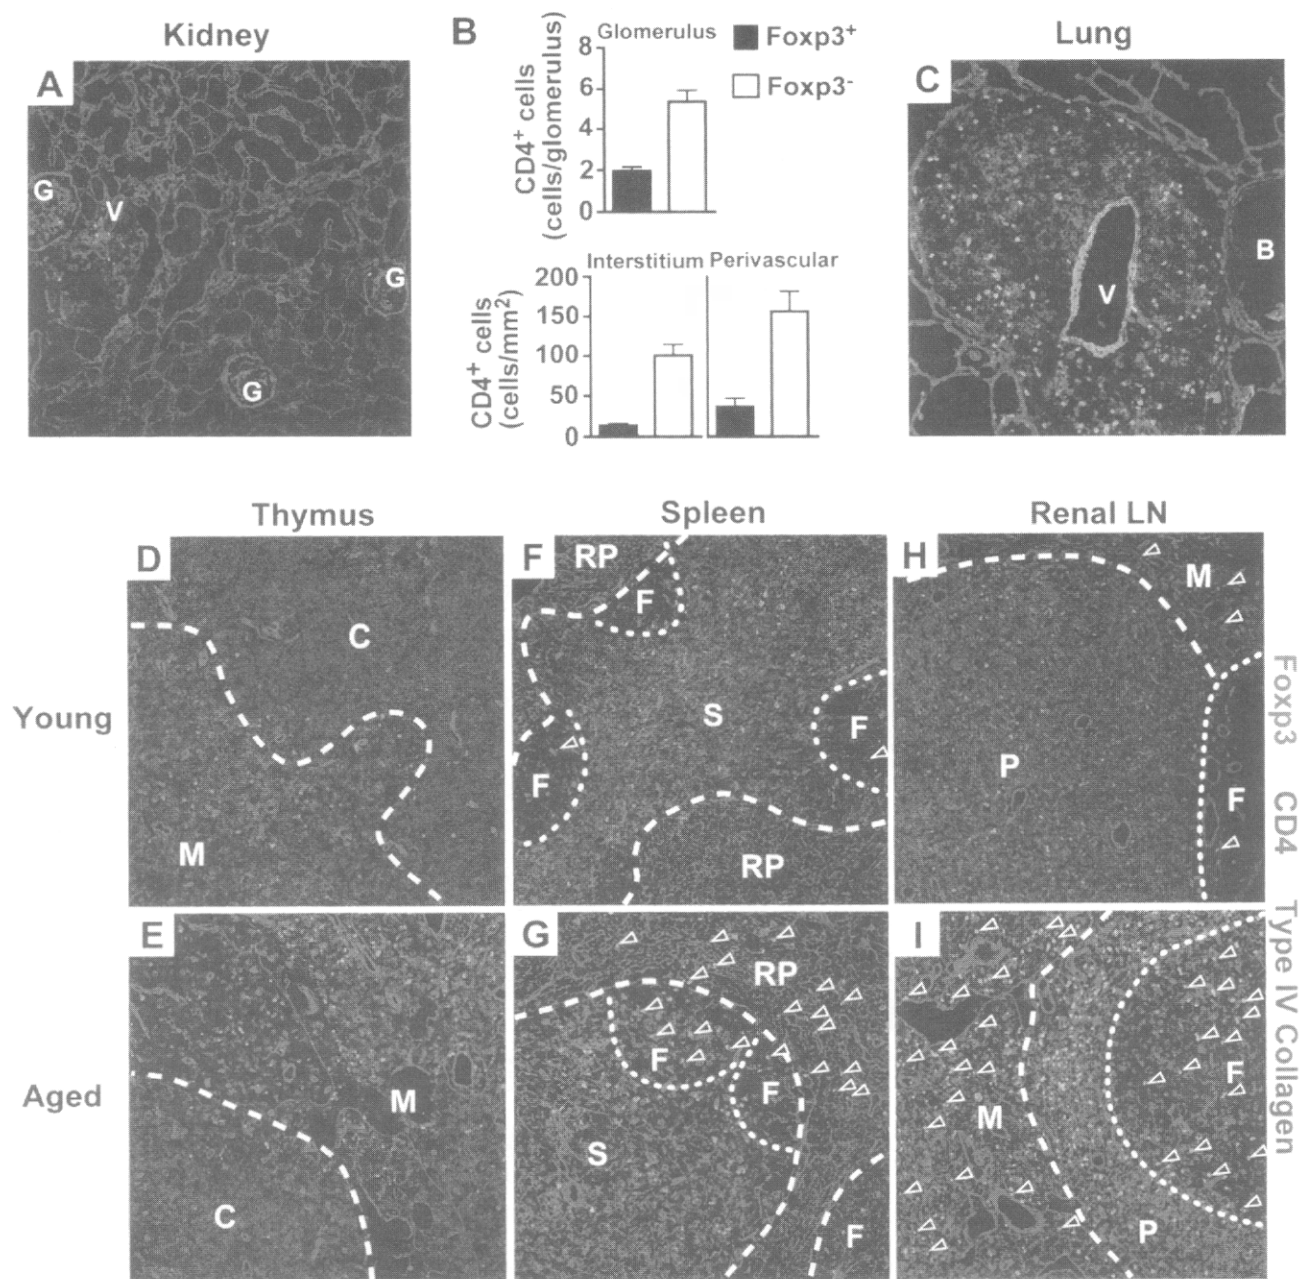 Kidney
B
Glomerulus
Foxp3+
Foxp3-
Lung
A
C
8
6
4
2
0
CD4+ cells
(cells/glomerulus)
G
V
G
G
V
B
Interstitium
Perivascular
200
150
100
50
0
CD4+ cells
(cells/mm2)
Thymus
Spleen
Renal LN
Young
D
C
M
F
RP
F
S
F
F
RP
H
M
P
F
Aged
E
M
C
G
RP
F
F
S
F
I
F
M
P
Foxp3 CD4 Type IV Collagen